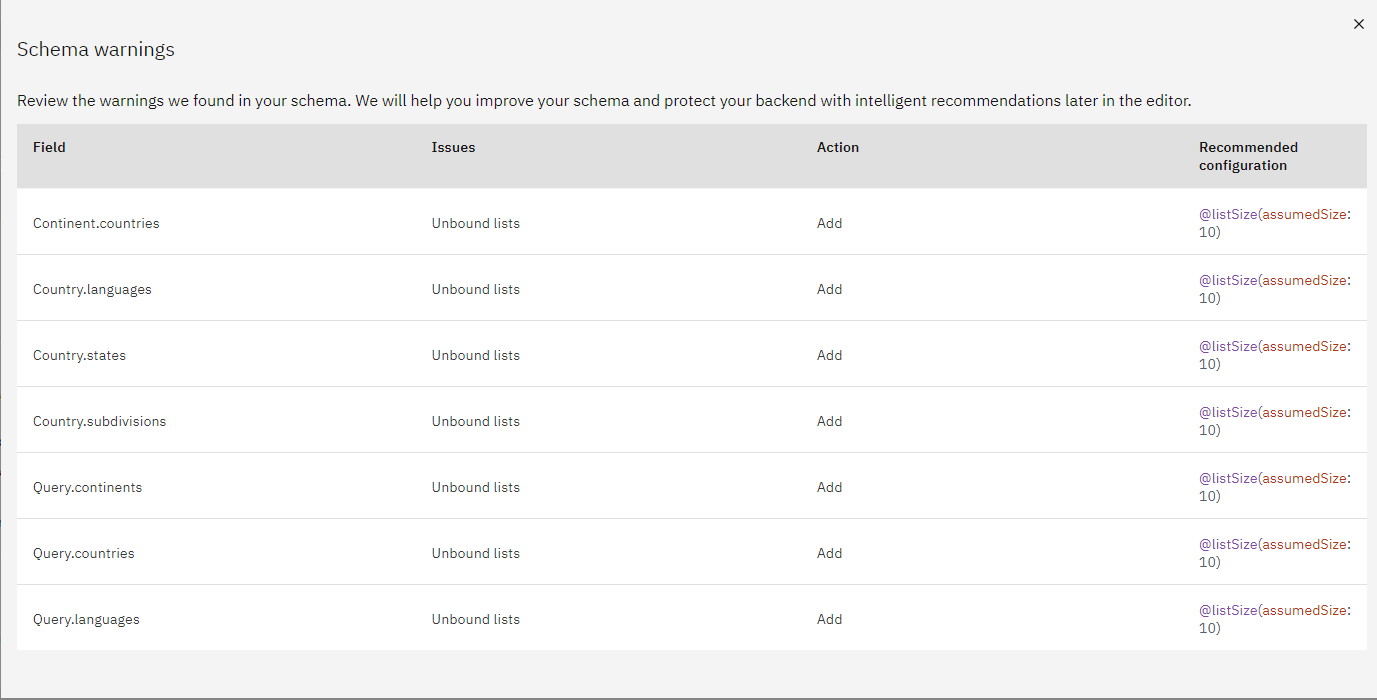 Schema warnings
Review the warnings we found in your schema. We will help you improve your schema and protect your backend with intelligent recommendations later in the editor.
Field Issues Action Recommended configuration
Continent.countries Unbound lists Add @listSize(assumedSize: 10)
Country.languages Unbound lists Add @listSize(assumedSize: 10)
Country.states Unbound lists Add @listSize(assumedSize: 10)
Country.subdivisions Unbound lists Add @listSize(assumedSize: 10)
Query.continents Unbound lists Add @listSize(assumedSize: 10)
Query.countries Unbound lists Add @listSize(assumedSize: 10)
Query.languages Unbound lists Add @listSize(assumedSize: 10)